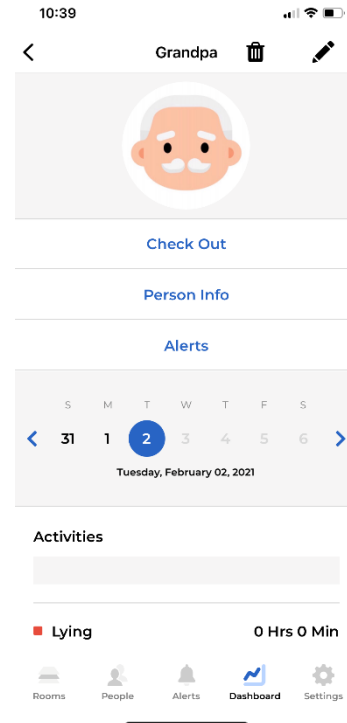 10:39
Grandpa
Check Out
Person Info
Alerts
S M T W T F S
31 1 2 3 4 5 6
Tuesday, February 02, 2021
Activities
Lying 0 Hrs 0 Min
Rooms People Alerts Dashboard Settings